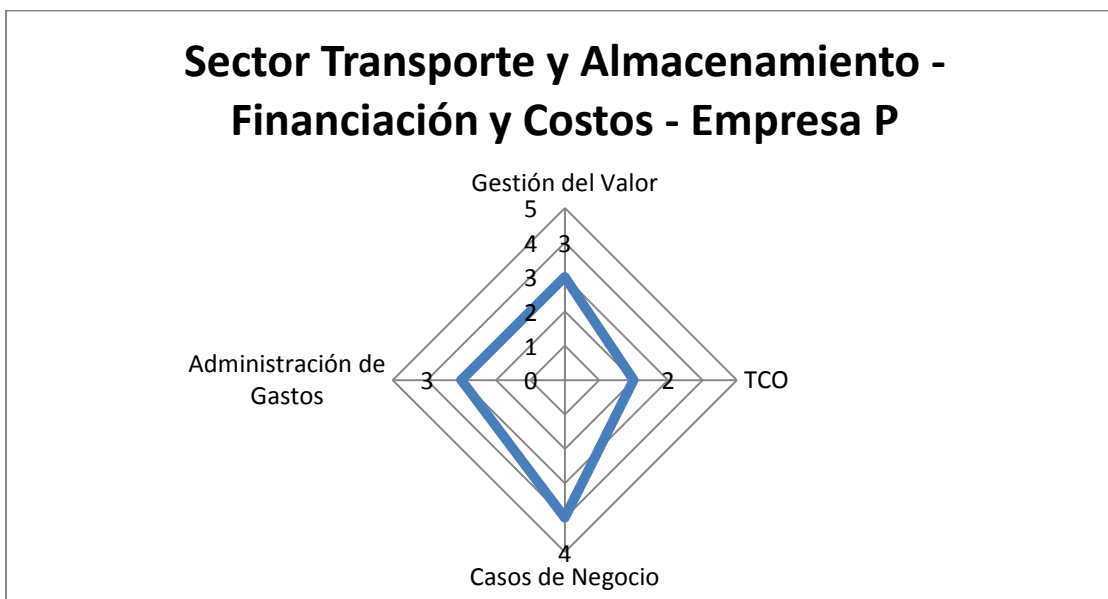 Sector Transporte y Almacenamiento -
Financiación y Costos - Empresa P
Gestión del Valor
5
4
3
3
2
1
0
Administración de
Gastos
3
2
TCO
4
Casos de Negocio